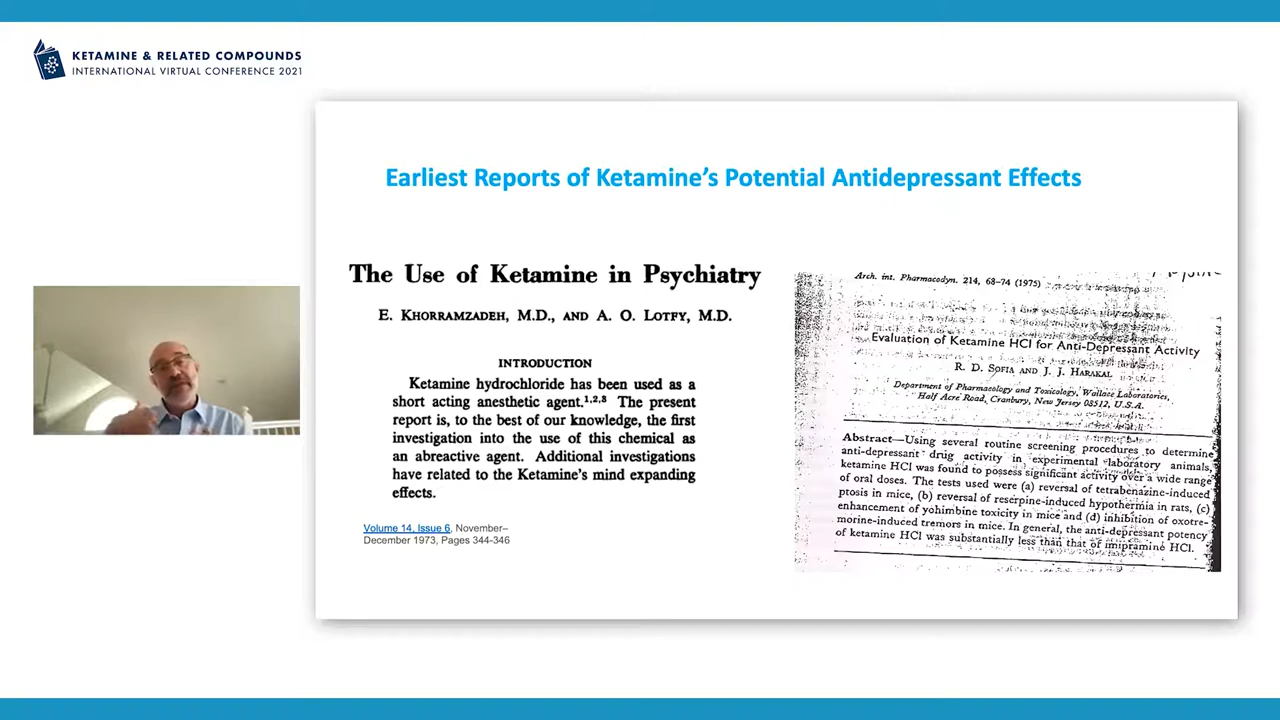 KETAMINE & RELATED COMPOUNDS
INTERNATIONAL VIRTUAL CONFERENCE 2021
Earliest Reports of Ketamine's Potential Antidepressant Effects
The Use of Ketamine in Psychiatry
E. KHORRAMZADEH, M.D., AND A. O. LOTFY, M.D.
INTRODUCTION
Ketamine hydrochloride has been used as a
short acting anesthetic agent.1,2,3 The present
report is, to the best of our knowledge, the first
investigation into the use of this chemical as
an abreactive agent. Additional investigations
have related to the Ketamine's mind expanding
effects.
Volume 14, Issue 6, November–
December 1973, Pages 344-346
Arch. int. Pharmacodyn. 214, 68–74 (1975)
Evaluation of Ketamine HCl for Anti-Depressant Activity
R. D. SOFIA AND J. J. HARAKAL
Department of Pharmacology and Toxicology, Wallace Laboratories,
Half Acre Road, Cranbury, New Jersey 08512, U.S.A.
Abstract—Using several routine screening procedures to determine
anti-depressant drug activity in experimental laboratory animals,
ketamine HCl was found to possess significant activity over a wide range
of oral doses. The tests used were (a) reversal of tetrabenazine-induced
ptosis in mice, (b) reversal of reserpine-induced hypothermia in rats, (c)
enhancement of yohimbine toxicity in mice and (d) inhibition of oxotre-
morine-induced tremors in mice. In general, the anti-depressant potency
of ketamine HCl was substantially less than that of imipramine HCl.